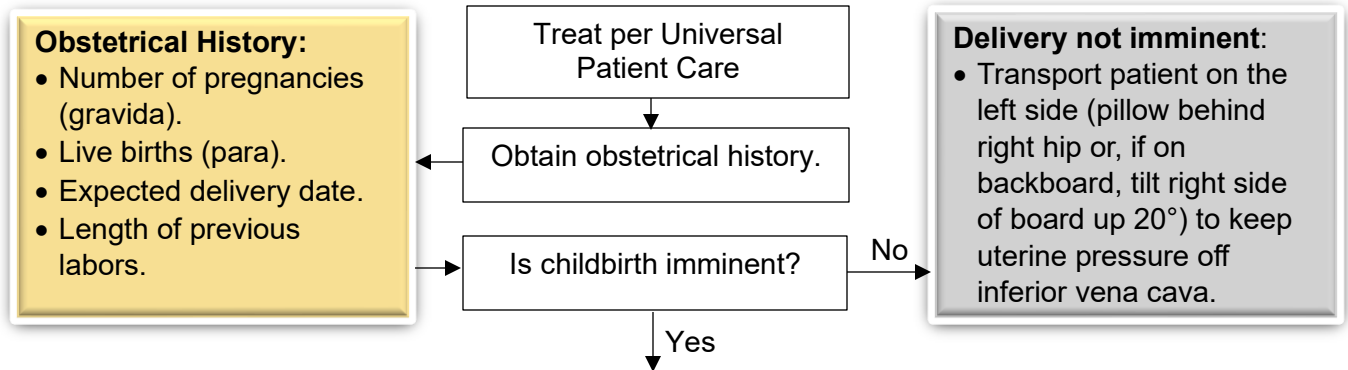 Treat per Universal
Patient Care
Obtain obstetrical history.
Obstetrical History:
• Number of pregnancies
(gravida).
• Live births (para).
• Expected delivery date.
• Length of previous
labors.
Is childbirth imminent?
No
Delivery not imminent:
• Transport patient on the
left side (pillow behind
right hip or, if on
backboard, tilt right side
of board up 20°) to keep
uterine pressure off
inferior vena cava.
Yes